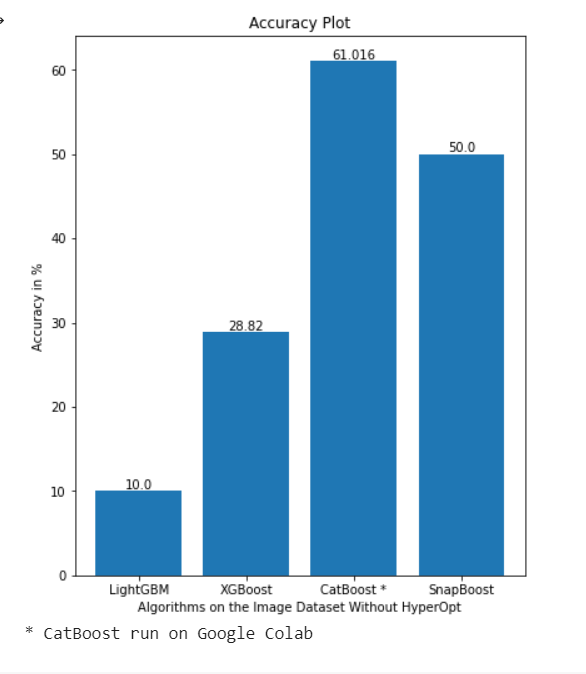 Accuracy Plot
61.016
60
50.0
50
40
Accuracy in %
28.82
30
20
10.0
10
0
LightGBM XGBoost CatBoost * SnapBoost
Algorithms on the Image Dataset Without HyperOpt
* CatBoost run on Google Colab